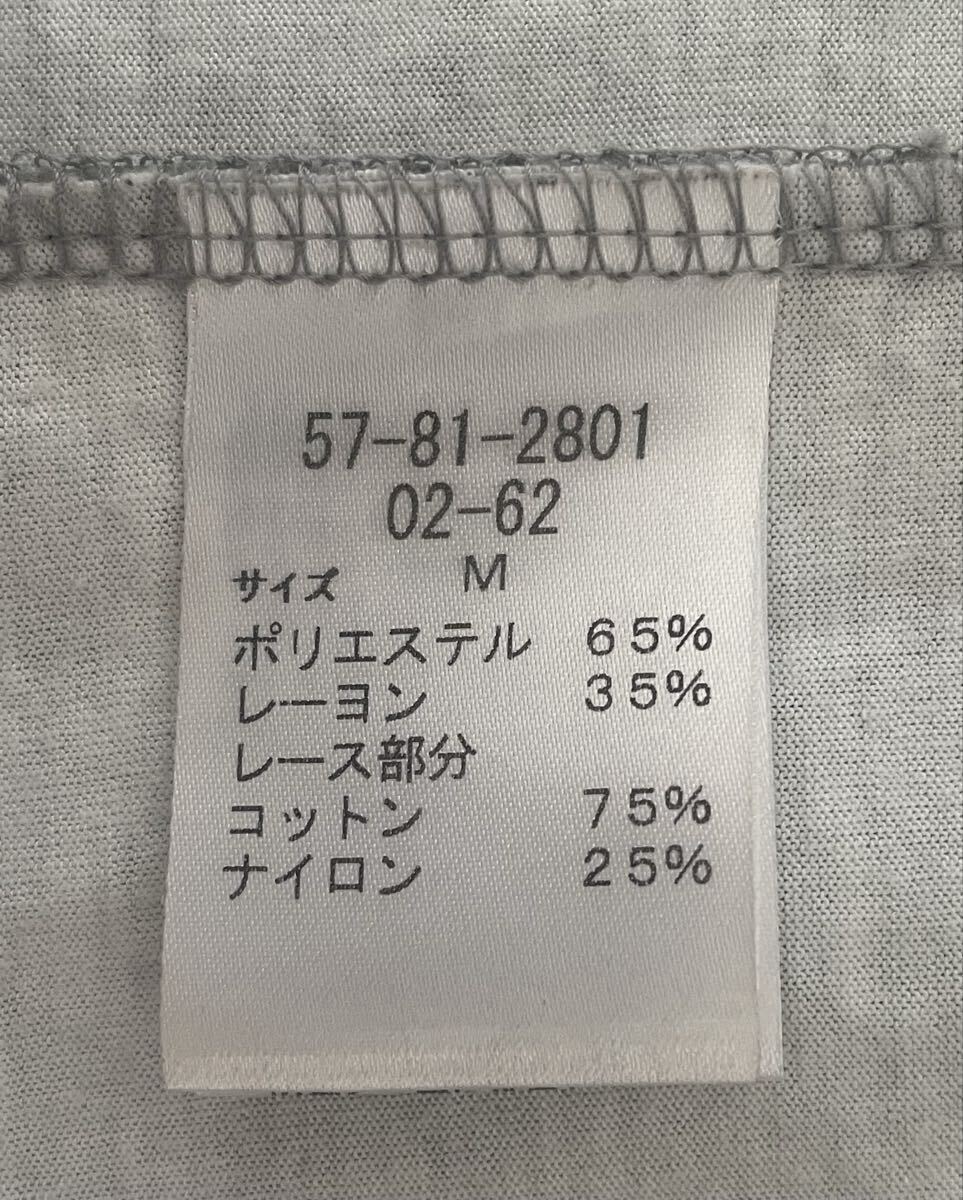 57-81-2801
02-62
サイズ M
ポリエステル 65%
レーヨン 35%
レース部分
コットン 75%
ナイロン 25%